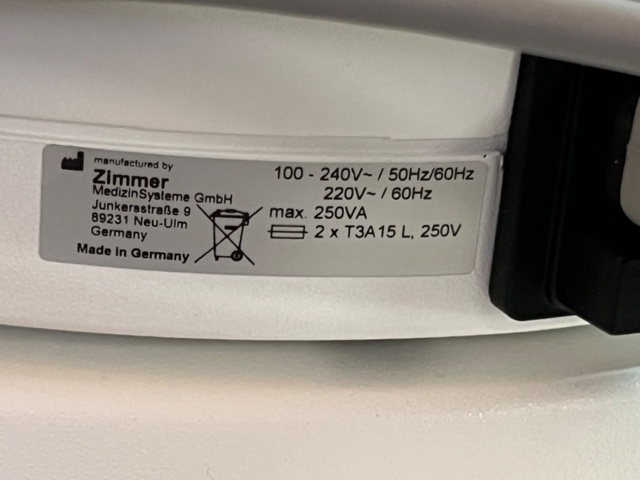 manufactured by
Zimmer
MedizinSysteme GmbH
Junkersstraße 9
89231 Neu-Ulm
Germany
Made in Germany
100 - 240V~ / 50Hz/60Hz
220V~ / 60Hz
max. 250VA
2 x T3A15 L, 250V